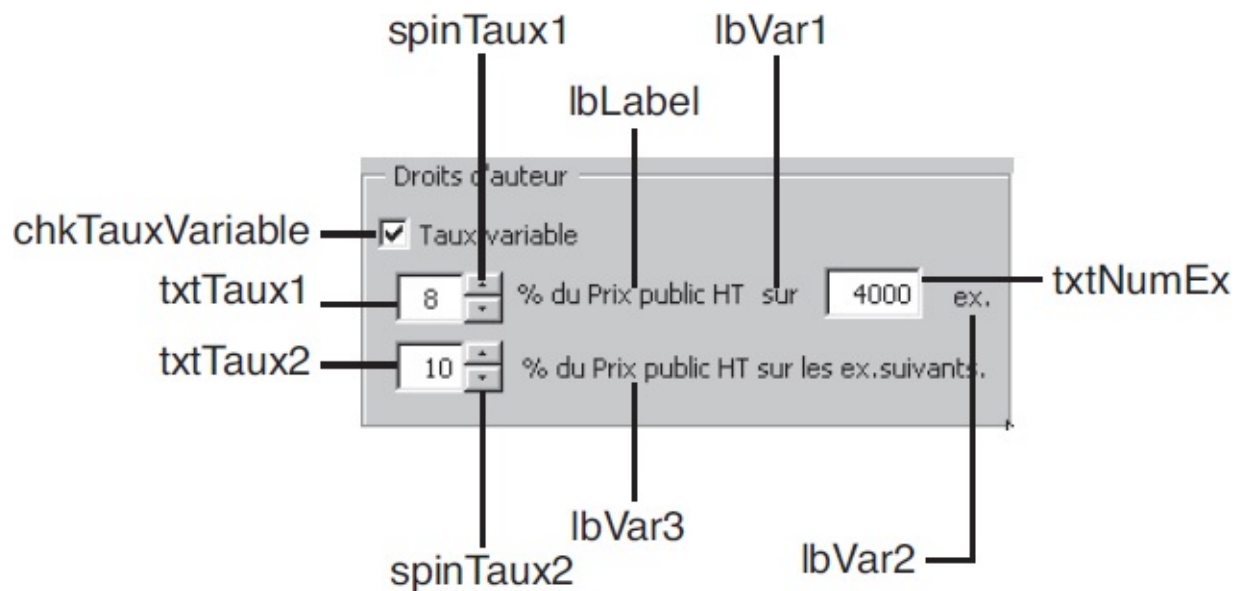 spinTaux1 lbVar1
lbLabel
Droits d'auteur
chkTauxVariable Taux variable
txtTaux1 8 % du Prix public HT sur 4000 ex. txtNumEx
txtTaux2 10 % du Prix public HT sur les ex.suivants.
lbVar3
spinTaux2 lbVar2